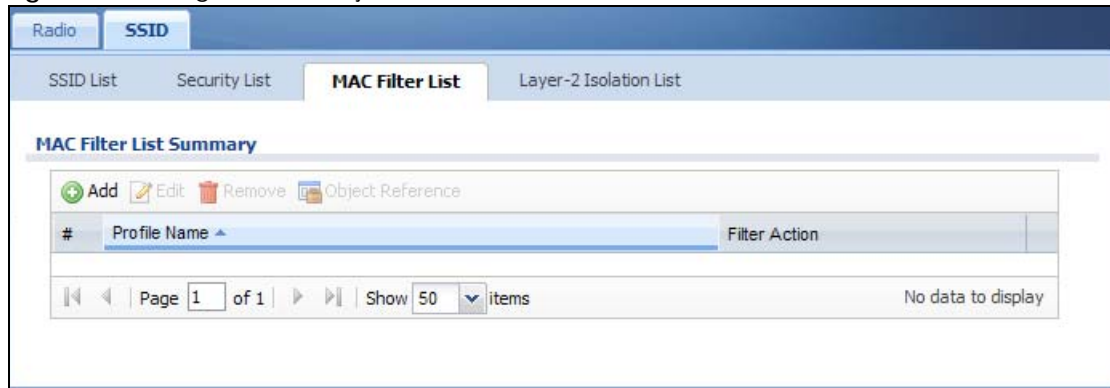 Radio SSID
SSID List Security List MAC Filter List Layer-2 Isolation List
MAC Filter List Summary
Add Edit Remove Object Reference
# Profile Name Filter Action
Page 1 of 1 Show 50 items No data to display